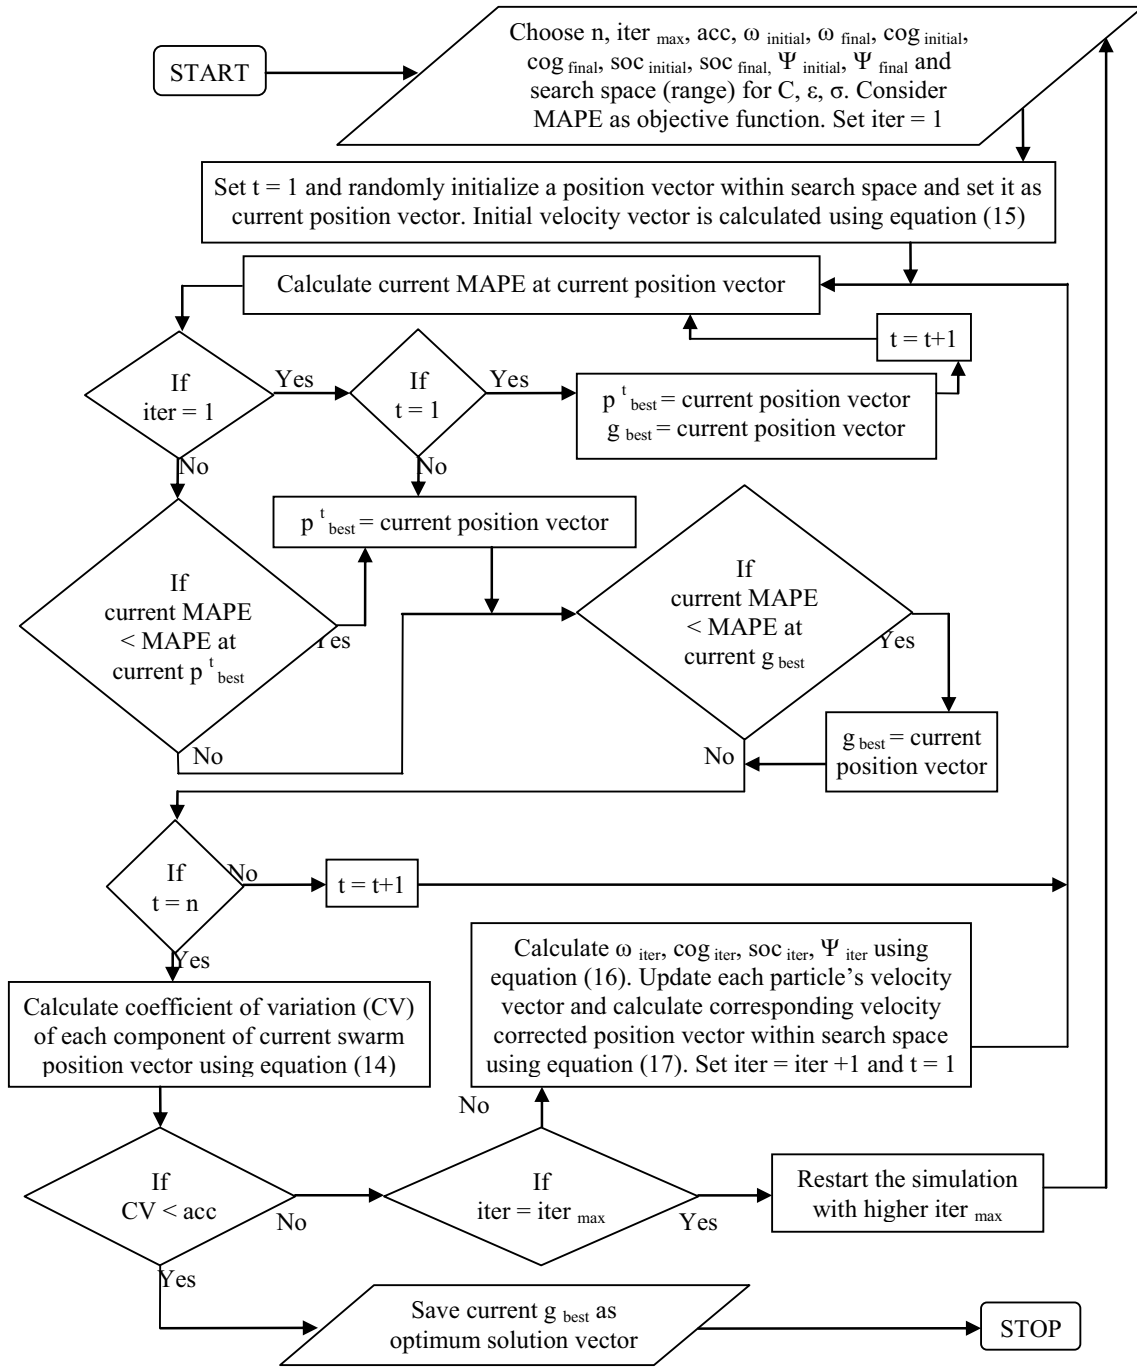 START
Choose n, iter max, acc, ω initial, ω final, cog initial,
cog final, soc initial, soc final, Ψ initial, Ψ final and
search space (range) for C, ε, σ. Consider
MAPE as objective function. Set iter = 1
Set t = 1 and randomly initialize a position vector within search space and set it as
current position vector. Initial velocity vector is calculated using equation (15)
Calculate current MAPE at current position vector
t = t+1
If
iter = 1
Yes
If
t = 1
Yes
p t best = current position vector
g best = current position vector
No
No
p t best = current position vector
If
current MAPE
< MAPE at
current p t best
Yes
If
current MAPE
< MAPE at
current g best
Yes
No
No
g best = current
position vector
If
t = n
No
t = t+1
Yes
Calculate coefficient of variation (CV)
of each component of current swarm
position vector using equation (14)
Calculate ω iter, cog iter, soc iter, Ψ iter using
equation (16). Update each particle's velocity
vector and calculate corresponding velocity
corrected position vector within search space
using equation (17). Set iter = iter +1 and t = 1
No
If
CV < acc
No
If
iter = iter max
Yes
Restart the simulation
with higher iter max
Yes
Save current g best as
optimum solution vector
STOP